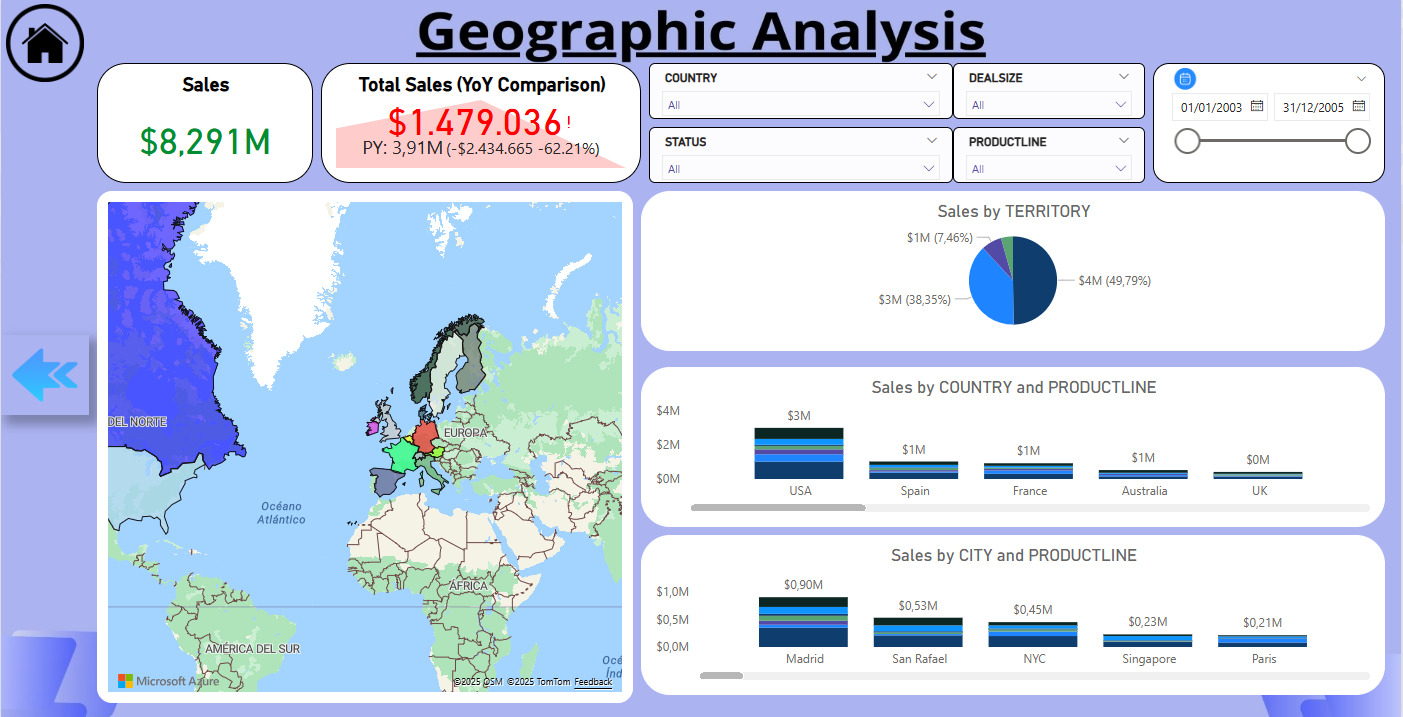 Geographic Analysis
Sales
$8,291M
Total Sales (YoY Comparison)
$1.479.036!
PY: 3,91M (-$2.434.665 -62.21%)
COUNTRY
All
DEALSIZE
All
STATUS
All
PRODUCTLINE
All
01/01/2003
31/12/2005
DEL NORTE
EUROPA
Océano
Atlántico
ÁFRICA
AMÉRICA DEL SUR
Océ
Índ
Microsoft Azure
©2025 OSM ©2025 TomTom Feedback
Sales by TERRITORY
$1M (7,46%)
$4M (49,79%)
$3M (38,35%)
Sales by COUNTRY and PRODUCTLINE
$4M
$2M
$0M
$3M
$1M
$1M
$1M
$0M
USA
Spain
France
Australia
UK
Sales by CITY and PRODUCTLINE
$1,0M
$0,5M
$0,0M
$0,90M
$0,53M
$0,45M
$0,23M
$0,21M
Madrid
San Rafael
NYC
Singapore
Paris